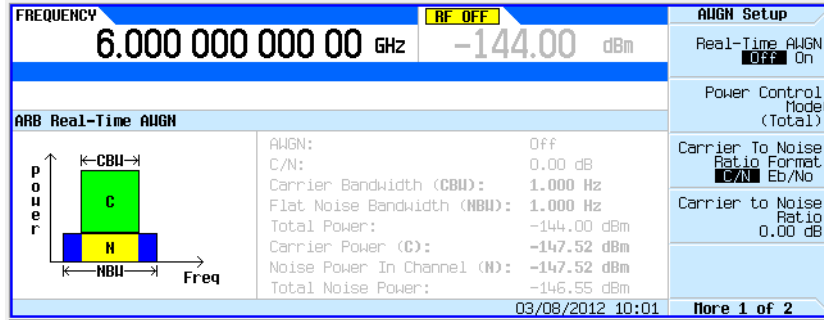 FREQUENCY
RF OFF
6.000 000 000 00 GHz
-144.00 dBm
ARB Real-Time AWGN
Power
CBW
C
N
NBW
Freq
AWGN: Off
C/N: 0.00 dB
Carrier Bandwidth (CBW): 1.000 Hz
Flat Noise Bandwidth (NBW): 1.000 Hz
Total Power: -144.00 dBm
Carrier Power (C): -147.52 dBm
Noise Power In Channel (N): -147.52 dBm
Total Noise Power: -146.55 dBm
03/08/2012 10:01
AWGN Setup
Real-Time AWGN
Off On
Power Control
Mode
(Total)
Carrier To Noise
Ratio Format
C/N Eb/No
Carrier to Noise
Ratio
0.00 dB
More 1 of 2